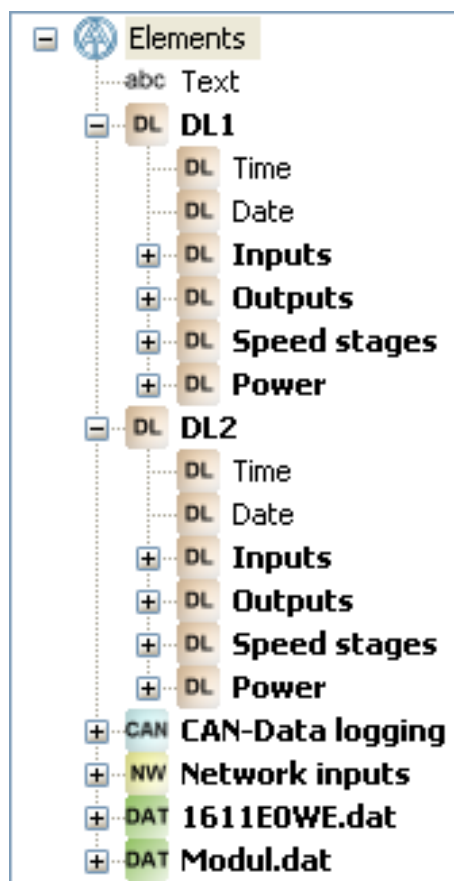 Elements
abc Text
DL DL1
DL Time
DL Date
DL Inputs
DL Outputs
DL Speed stages
DL Power
DL DL2
DL Time
DL Date
DL Inputs
DL Outputs
DL Speed stages
DL Power
CAN CAN-Data logging
NW Network inputs
DAT 1611E0WE.dat
DAT Modul.dat